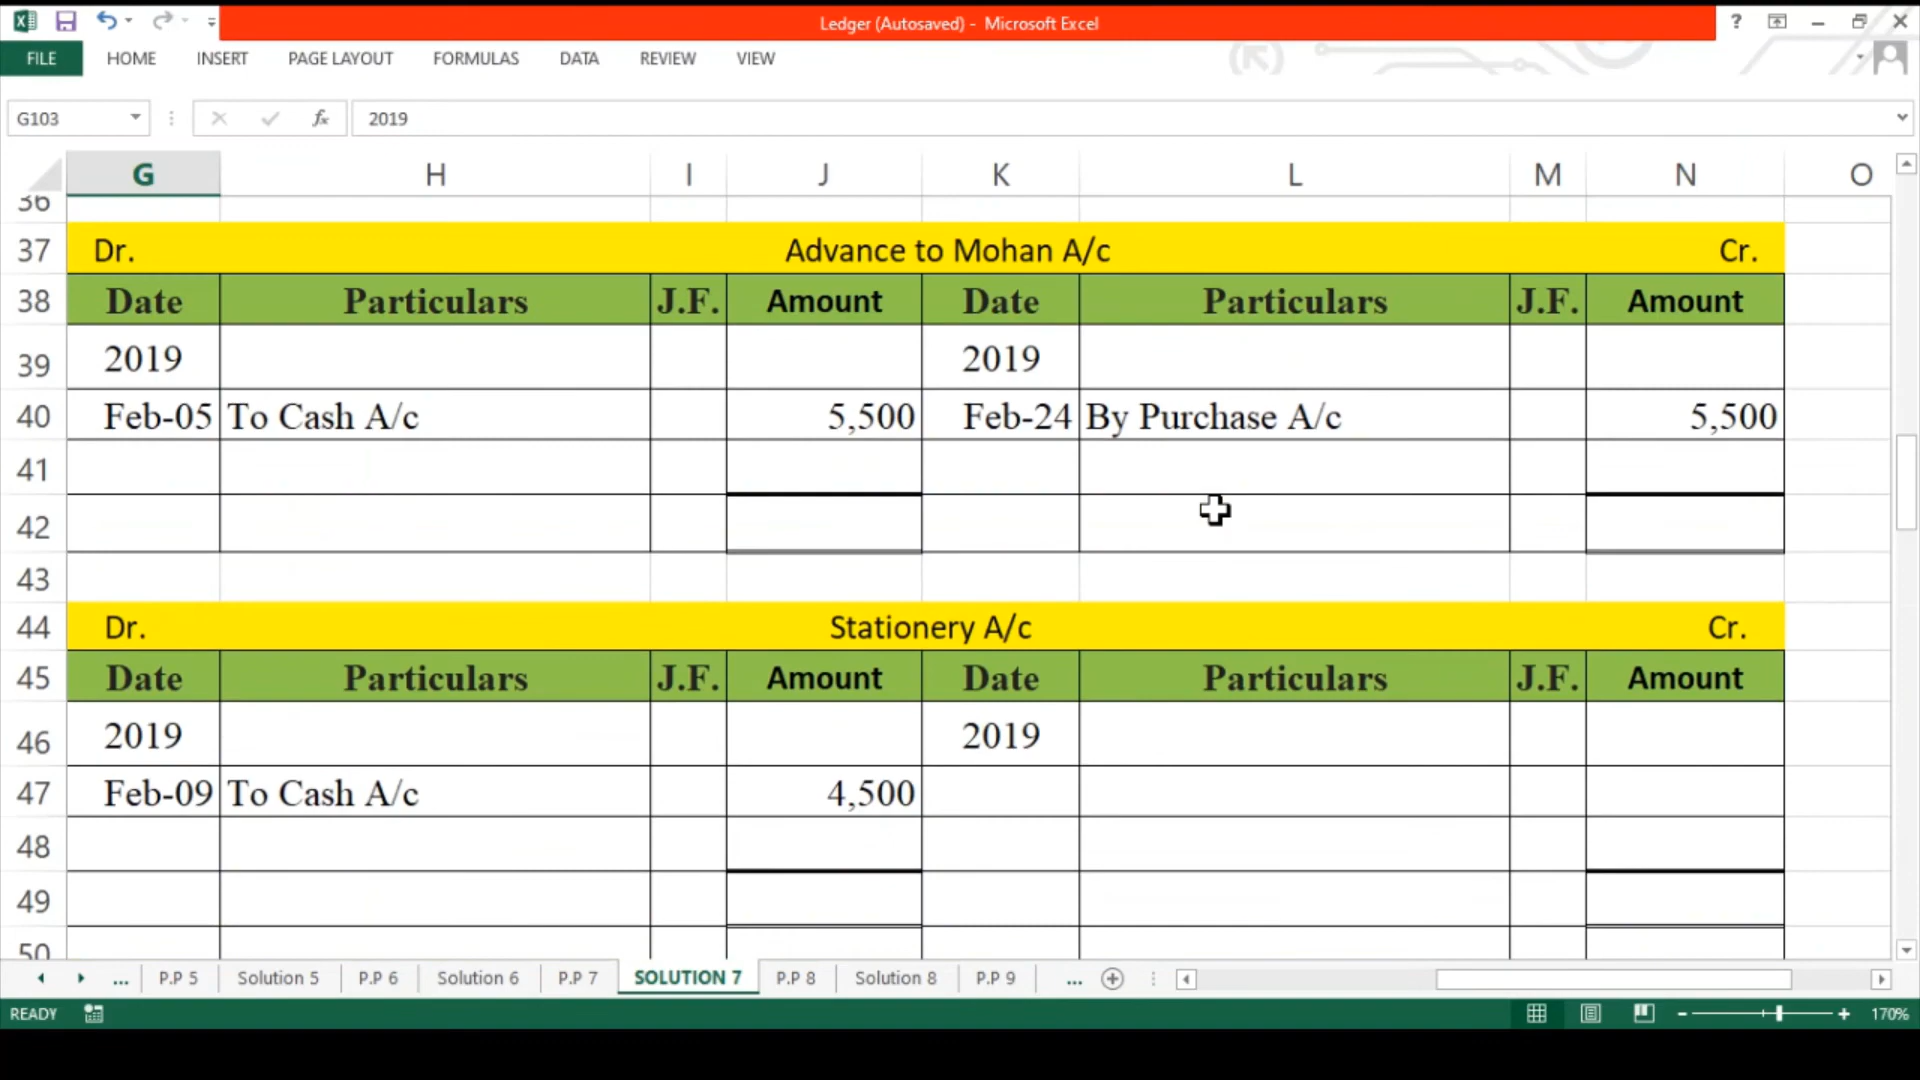 Ledger (Autosaved) - Microsoft Excel ?
FILE HOME INSERT PAGE LAYOUT FORMULAS DATA REVIEW VIEW
G103 fx 2019
G H I J K L M N O
36
37 Dr. Advance to Mohan A/c Cr.
38 Date Particulars J.F. Amount Date Particulars J.F. Amount
39 2019 2019
40 Feb-05 To Cash A/c 5,500 Feb-24 By Purchase A/c 5,500
41
42
43
44 Dr. Stationery A/c Cr.
45 Date Particulars J.F. Amount Date Particulars J.F. Amount
46 2019 2019
47 Feb-09 To Cash A/c 4,500
48
49
50
... P.P 5 Solution 5 P.P 6 Solution 6 P.P 7 SOLUTION 7 P.P 8 Solution 8 P.P 9 ...
READY 170%